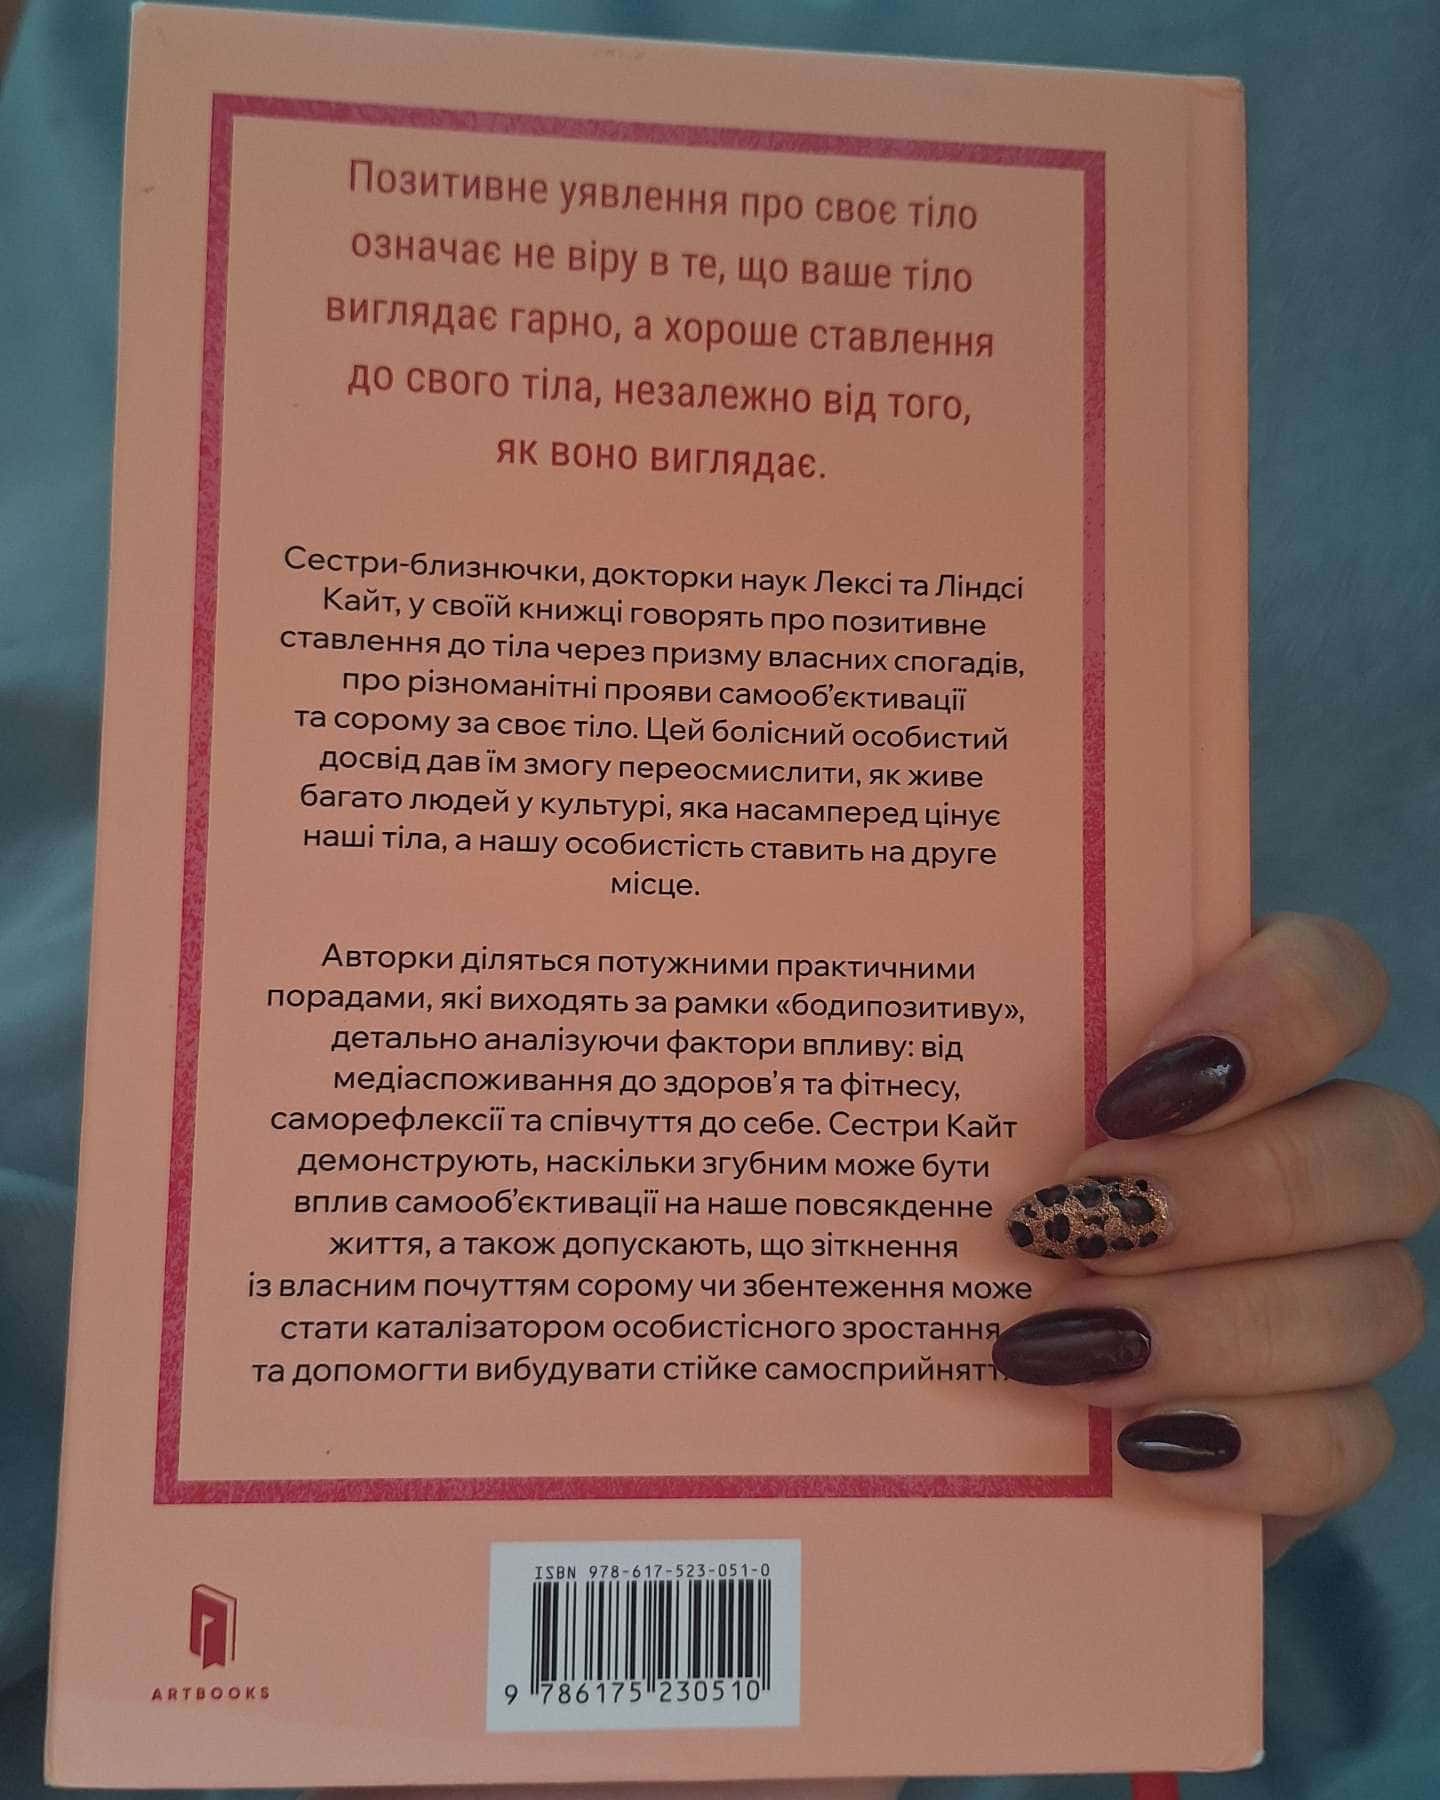 Позитивне уявлення про своє тіло
означає не віру в те, що ваше тіло
виглядає гарно, а хороше ставлення
до свого тіла, незалежно від того,
як воно виглядає.
Сестри-близнючки, докторки наук Лексі та Ліндсі
Кайт, у своїй книжці говорять про позитивне
ставлення до тіла через призму власних спогадів,
про різноманітні прояви самооб’єктивації
та сорому за своє тіло. Цей болісний особистий
досвід дав їм змогу переосмислити, як живе
багато людей у культурі, яка насамперед цінує
наші тіла, а нашу особистість ставить на друге
місце.
Авторки діляться потужними практичними
порадами, які виходять за рамки «бодипозитиву»,
детально аналізуючи фактори впливу: від
медіаспоживання до здоров’я та фітнесу,
саморефлексії та співчуття до себе. Сестри Кайт
демонструють, наскільки згубним може бути
вплив самооб’єктивації на наше повсякденне
життя, а також допускають, що зіткнення
із власним почуттям сорому чи збентеження може
стати каталізатором особистісного зростання
та допомогти вибудувати стійке
ISBN 978-617-523-051-0
9 786175 230510
ARTBOOKS